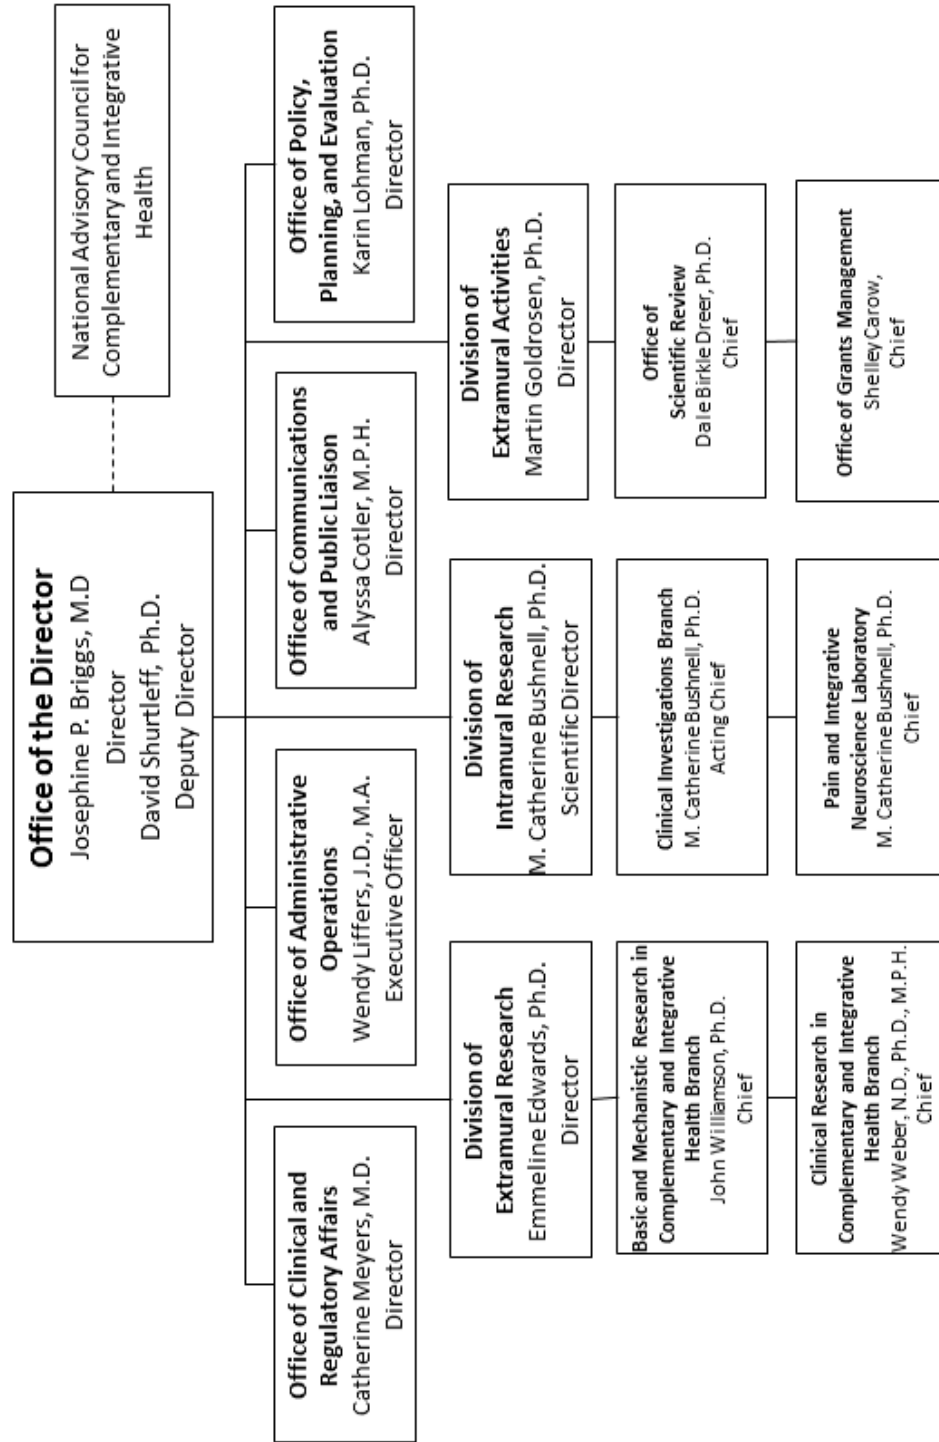 Office of the Director
Josephine P. Briggs, M.D
Director
David Shurtleff, Ph.D.
Deputy Director
National Advisory Council for
Complementary and Integrative
Health
Office of Clinical and
Regulatory Affairs
Catherine Meyers, M.D.
Director
Office of Administrative
Operations
Wendy Liffers, J.D., M.A.
Executive Officer
Office of Communications
and Public Liaison
Alyssa Cotler, M.P.H.
Director
Office of Policy,
Planning, and Evaluation
Karin Lohman, Ph.D.
Director
Division of
Extramural Research
Emmeline Edwards, Ph.D.
Director
Division of
Intramural Research
M. Catherine Bushnell, Ph.D.
Scientific Director
Division of
Extramural Activities
Martin Goldrosen, Ph.D.
Director
Basic and Mechanistic Research in
Complementary and Integrative
Health Branch
John Williamson, Ph.D.
Chief
Clinical Investigations Branch
M. Catherine Bushnell, Ph.D.
Acting Chief
Office of
Scientific Review
Dale Birkle Dreer, Ph.D.
Chief
Clinical Research in
Complementary and Integrative
Health Branch
Wendy Weber, N.D., Ph.D., M.P.H.
Chief
Pain and Integrative
Neuroscience Laboratory
M. Catherine Bushnell, Ph.D.
Chief
Office of Grants Management
Shelley Carow,
Chief